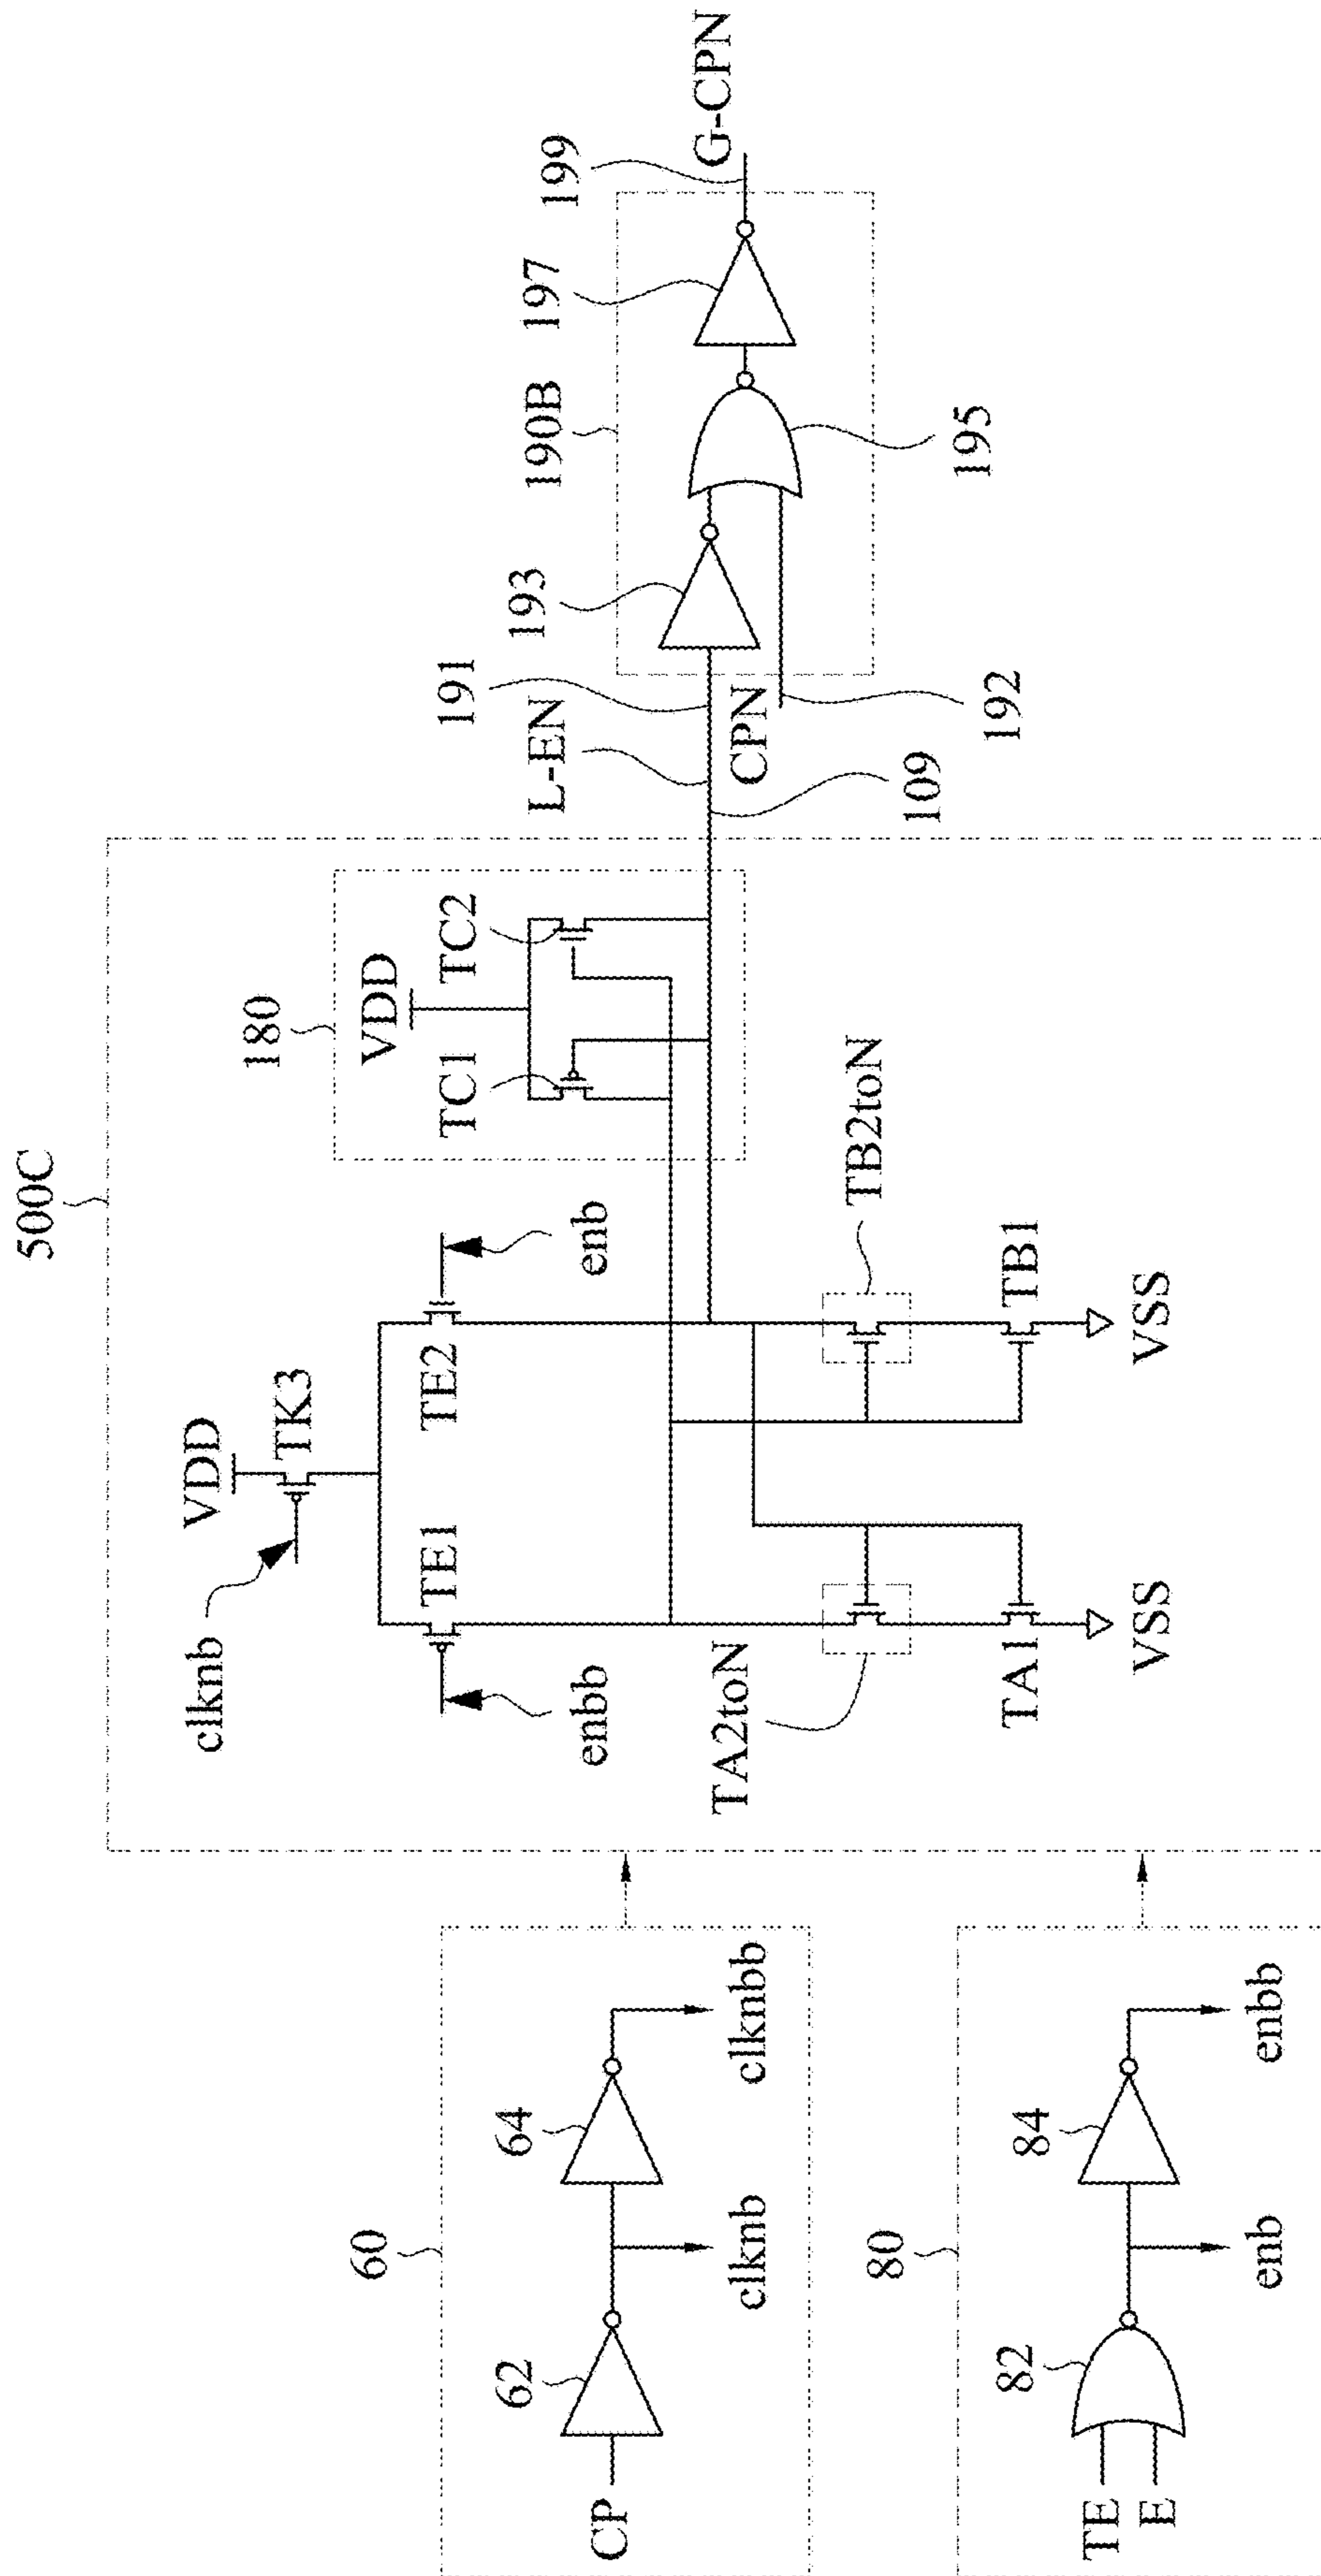 500C
VDD
clknb
TK3
enbb
TE1
TE2
enb
180
VDD
TC1
TC2
TA2toN
TB2toN
TA1
TB1
VSS
VSS
L-EN
191
109
CPN
192
193
190B
195
197
199
G-CPN
60
CP
62
64
clknb
clknbb
80
TE
E
82
84
enb
enbb